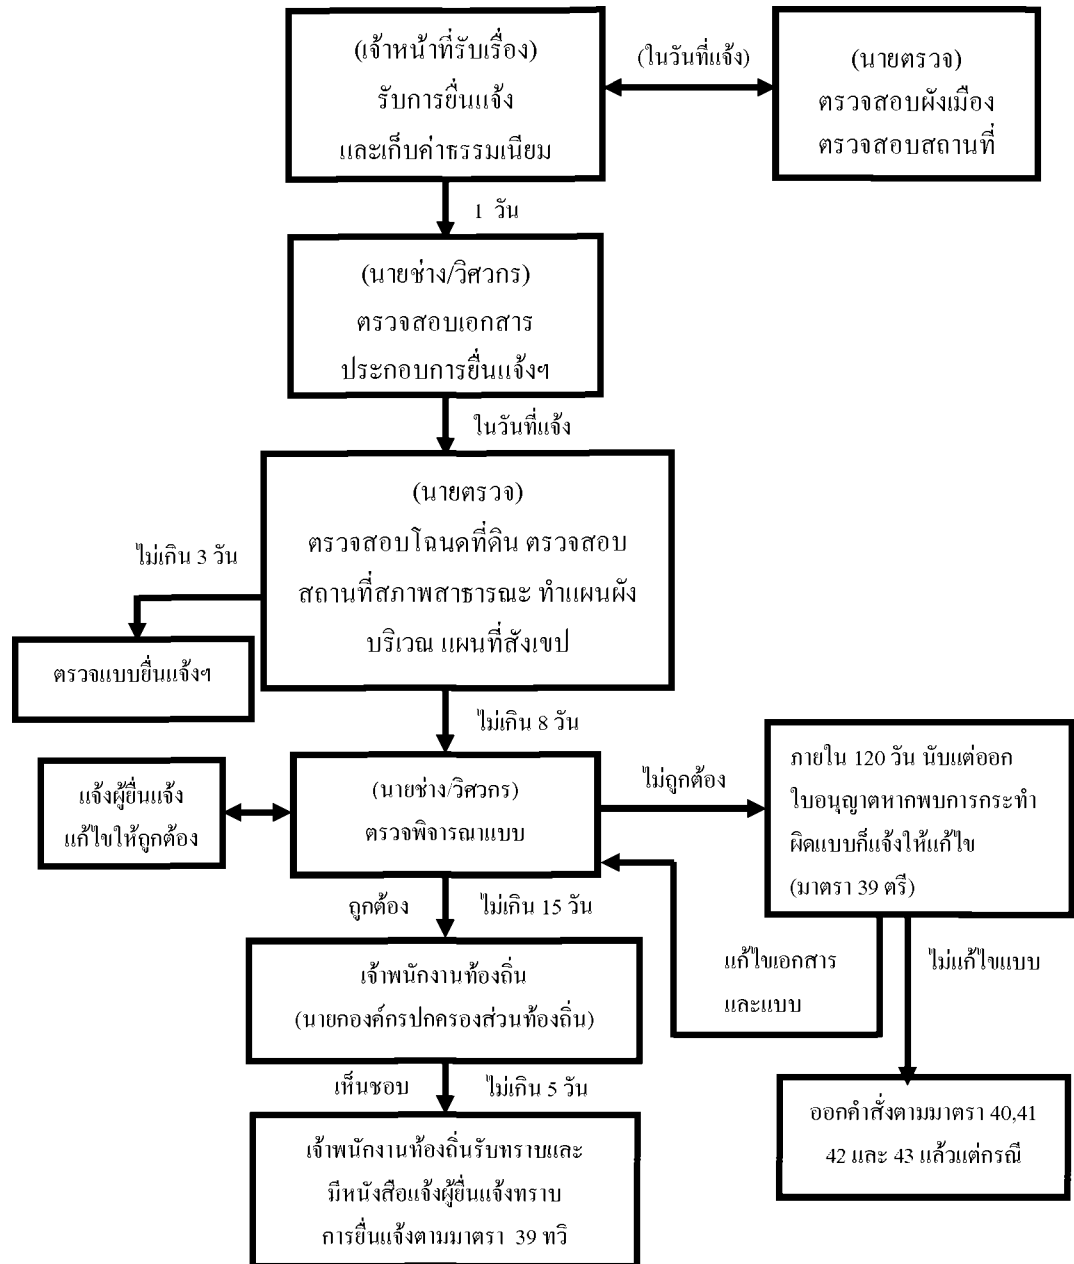 (เจ้าหน้าที่รับเรื่อง)
รับการยื่นแจ้ง
และเก็บค่าธรรมเนียม
(ในวันที่แจ้ง)
(นายตรวจ)
ตรวจสอบผังเมือง
ตรวจสอบสถานที่
1 วัน
(นายช่าง/วิศวกร)
ตรวจสอบเอกสาร
ประกอบการยื่นแจ้งฯ
ในวันที่แจ้ง
(นายตรวจ)
ตรวจสอบโฉนดที่ดิน ตรวจสอบ
สถานที่สภาพสาธารณะ ทำแผนผัง
บริเวณ แผนที่สังเขป
ไม่เกิน 3 วัน
ตรวจแบบยื่นแจ้งฯ
ไม่เกิน 8 วัน
แจ้งผู้ยื่นแจ้ง
แก้ไขให้ถูกต้อง
(นายช่าง/วิศวกร)
ตรวจพิจารณาแบบ
ไม่ถูกต้อง
ภายใน 120 วัน นับแต่ออก
ใบอนุญาตหากพบการกระทำ
ผิดแบบก็แจ้งให้แก้ไข
(มาตรา 39 ตรี)
ถูกต้อง
ไม่เกิน 15 วัน
แก้ไขเอกสาร
และแบบ
ไม่แก้ไขแบบ
เจ้าพนักงานท้องถิ่น
(นายกองค์กรปกครองส่วนท้องถิ่น)
เห็นชอบ
ไม่เกิน 5 วัน
ออกคำสั่งตามมาตรา 40,41
42 และ 43 แล้วแต่กรณี
เจ้าพนักงานท้องถิ่นรับทราบและ
มีหนังสือแจ้งผู้ยื่นแจ้งทราบ
การยื่นแจ้งตามมาตรา 39 ทวิ